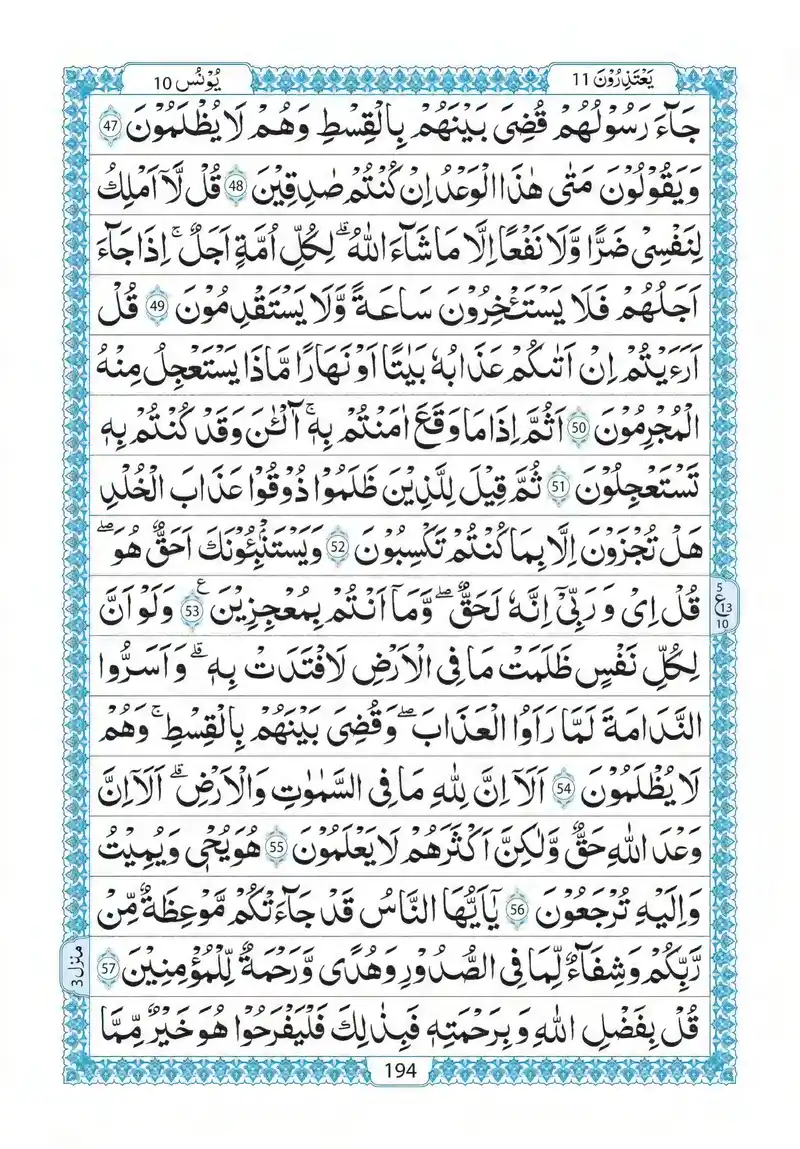 يَعْتَذِرُوْنَ 11
يُوْنُس 10
جَآءَ رَسُوْلُهُمْ قُضِىَ بَيْنَهُمْ بِالْقِسْطِ وَهُمْ لَا يُظْلَمُوْنَ 47
وَيَقُوْلُوْنَ مَتٰى هٰذَا الْوَعْدُ اِنْ كُنْتُمْ صٰدِقِيْنَ 48 قُلْ لَّاۤ اَمْلِكُ
لِنَفْسِىْ ضَرًّا وَّلَا نَفْعًا اِلَّا مَا شَآءَ اللّٰهُ ؕ لِكُلِّ اُمَّةٍ اَجَلٌ ۚ اِذَا جَآءَ
اَجَلُهُمْ فَلَا يَسْتَـْٔخِرُوْنَ سَاعَةً وَّلَا يَسْتَقْدِمُوْنَ 49 قُلْ
اَرَءَيْتُمْ اِنْ اَتٰٮكُمْ عَذَابُهٗ بَيٰتًا اَوْ نَهَارًا مَّاذَا يَسْتَعْجِلُ مِنْهُ
الْمُجْرِمُوْنَ 50 اَثُمَّ اِذَا مَا وَقَعَ اٰمَنْتُمْ بِهٖ ۚ آٰلْـٰٔنَ وَقَدْ كُنْتُمْ بِهٖ
تَسْتَعْجِلُوْنَ 51 ثُمَّ قِيْلَ لِلَّذِيْنَ ظَلَمُوْا ذُوْقُوْا عَذَابَ الْخُلْدِ
هَلْ تُجْزَوْنَ اِلَّا بِمَا كُنْتُمْ تَكْسِبُوْنَ 52 وَيَسْتَنْۢبِـُٔوْنَكَ اَحَقٌّ هُوَ ۖ
قُلْ اِىْ وَ رَبِّىْۤ اِنَّهٗ لَحَقٌّ ۖ وَّمَاۤ اَنْتُمْ بِمُعْجِزِيْنَ ع 53 وَلَوْ اَنَّ
5
ع
13
10
لِكُلِّ نَفْسٍ ظَلَمَتْ مَا فِى الْاَرْضِ لَافْتَدَتْ بِهٖ ۗ وَاَسَرُّوا
النَّدَامَةَ لَمَّا رَاَوُا الْعَذَابَ ۖ وَقُضِىَ بَيْنَهُمْ بِالْقِسْطِ ۚ وَهُمْ
لَا يُظْلَمُوْنَ 54 اَلَاۤ اِنَّ لِلّٰهِ مَا فِى السَّمٰوٰتِ وَالْاَرْضِ ۗ اَلَاۤ اِنَّ
وَعْدَ اللّٰهِ حَقٌّ وَّلٰكِنَّ اَكْثَرَهُمْ لَا يَعْلَمُوْنَ 55 هُوَ يُحْىٖ وَيُمِيْتُ
وَاِلَيْهِ تُرْجَعُوْنَ 56 يٰۤاَيُّهَا النَّاسُ قَدْ جَآءَتْكُمْ مَّوْعِظَةٌ مِّنْ
رَّبِّكُمْ وَشِفَآءٌ لِّمَا فِى الصُّدُوْرِ وَهُدًى وَّرَحْمَةٌ لِّلْمُؤْمِنِيْنَ 57
منزل 3
قُلْ بِفَضْلِ اللّٰهِ وَبِرَحْمَتِهٖ فَبِذٰلِكَ فَلْيَفْرَحُوْا هُوَ خَيْرٌ مِّمَّا
194